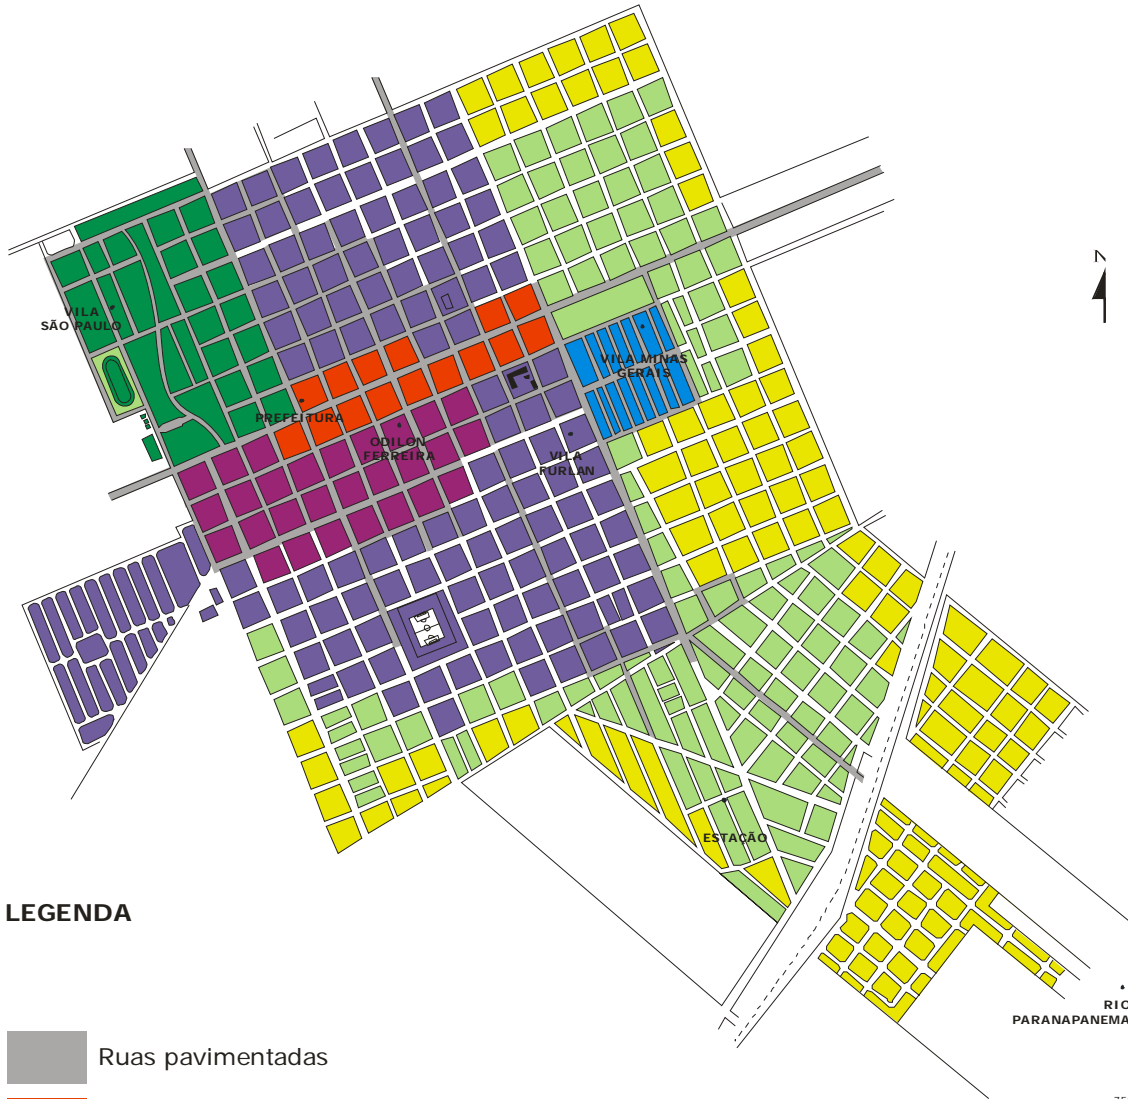 N
VILA
SÃO PAULO
VILA MINAS
GERAIS
PREFEITURA
ODILON
FERREIRA
VILA
FURLAN
ESTAÇÃO
LEGENDA
RIO
PARANAPANEMA
Ruas pavimentadas